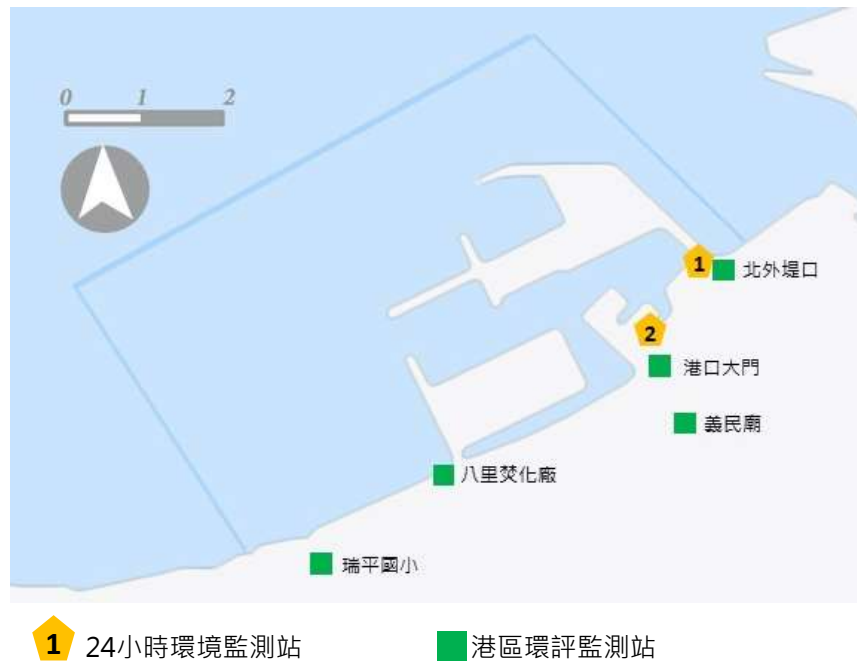 0 1 2
1
北外堤口
2
港口大門
義民廟
八里焚化廠
瑞平國小
1 24小時環境監測站
港區環評監測站